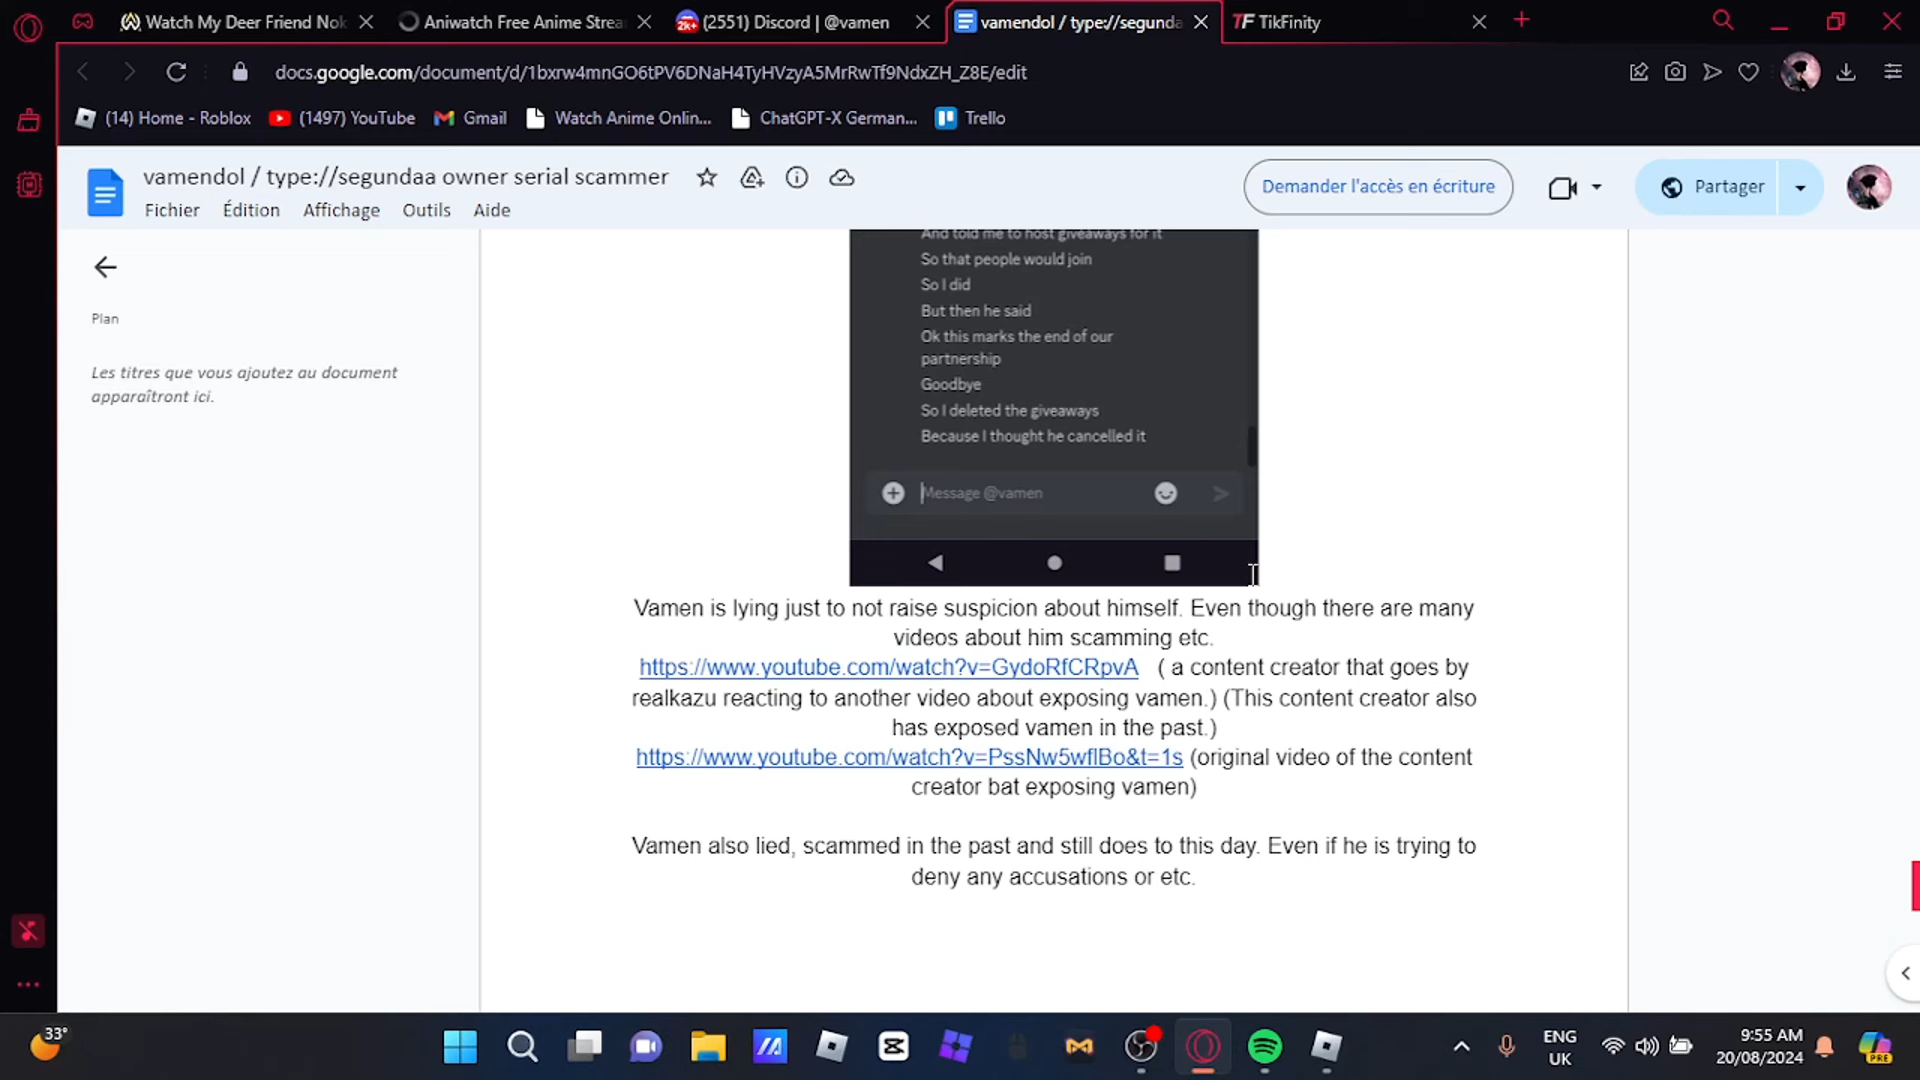 Watch My Deer Friend Nok
Aniwatch Free Anime Strea
(2551) Discord | @vamen
vamendol / type://segunda
TikFinity
docs.google.com/document/d/1bxrw4mnGO6tPV6DNaH4TyHVzyA5MrRwTf9NdxZH_Z8E/edit
(14) Home - Roblox
(1497) YouTube
Gmail
Watch Anime Onlin...
ChatGPT-X German...
Trello
vamendol / type://segundaa owner serial scammer
Demander l'accès en écriture
Partager
Fichier Édition Affichage Outils Aide
Plan
Les titres que vous ajoutez au document
apparaîtront ici.
And told me to host giveaways for it
So that people would join
So I did
But then he said
Ok this marks the end of our
partnership
Goodbye
So I deleted the giveaways
Because I thought he cancelled it
Message @vamen
Vamen is lying just to not raise suspicion about himself. Even though there are many
videos about him scamming etc.
https://www.youtube.com/watch?v=GydoRfCRpvA ( a content creator that goes by
realkazu reacting to another video about exposing vamen.) (This content creator also
has exposed vamen in the past.)
https://www.youtube.com/watch?v=PssNw5wflBo&t=1s (original video of the content
creator bat exposing vamen)
Vamen also lied, scammed in the past and still does to this day. Even if he is trying to
deny any accusations or etc.
33°
ENG
UK
9:55 AM
20/08/2024
PRE